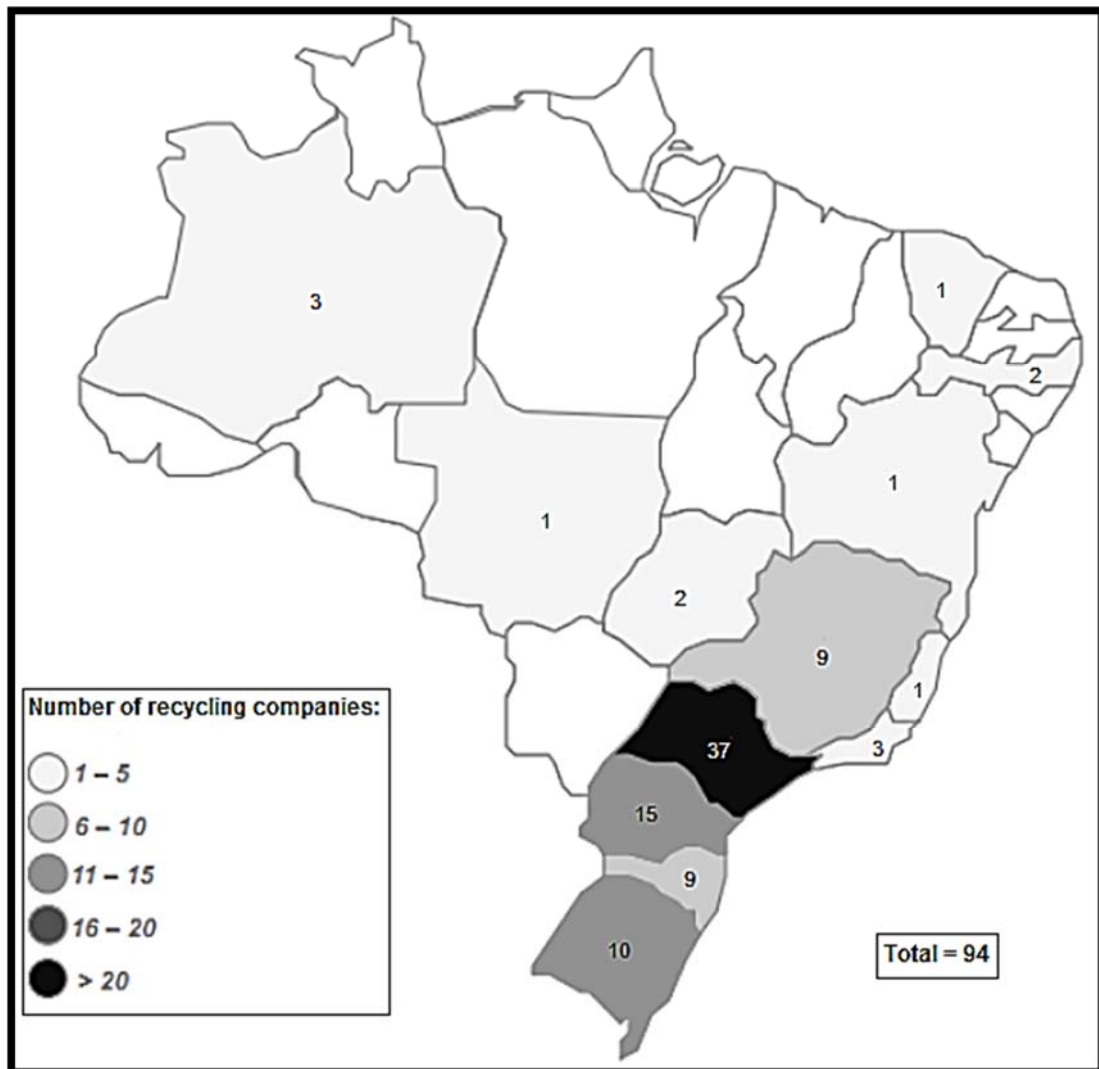 3
1
2
1
1
2
9
1
37
3
15
9
10
Number of recycling companies:
1 – 5
6 – 10
11 – 15
16 – 20
> 20
Total = 94